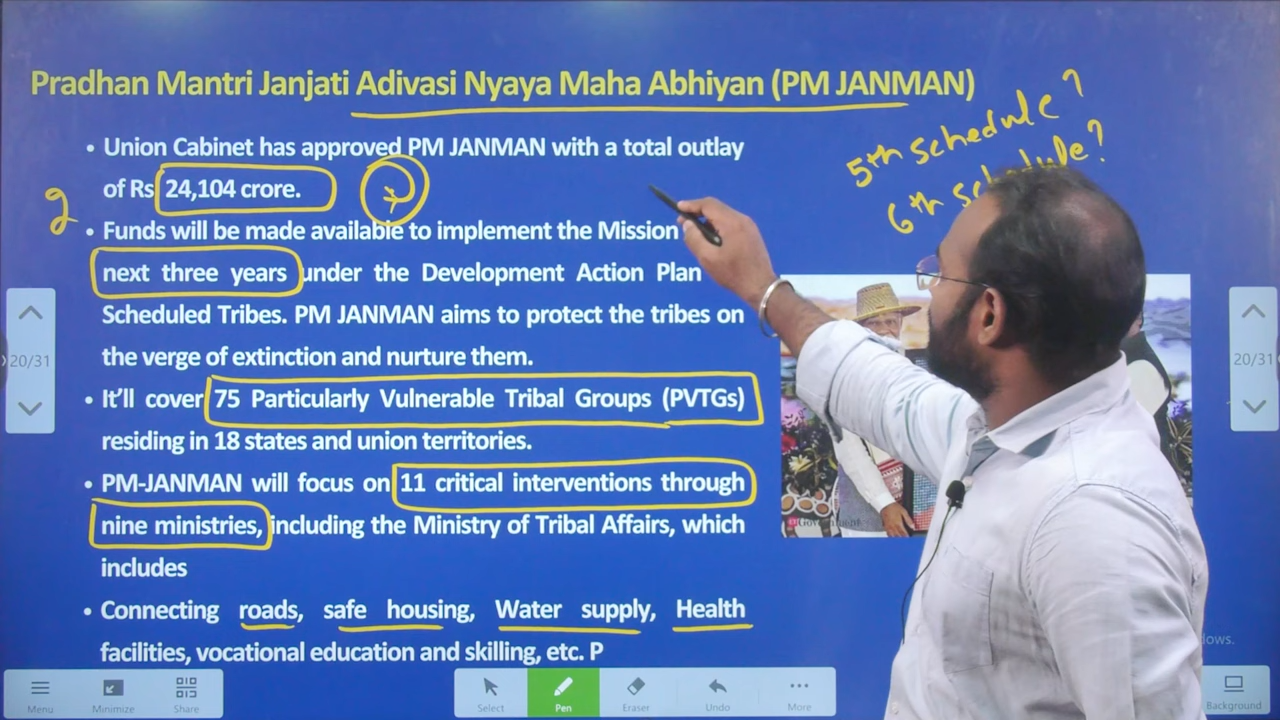 Pradhan Mantri Janjati Adivasi Nyaya Maha Abhiyan (PM JANMAN)
5th schedule?
6th schedule?
• Union Cabinet has approved PM JANMAN with a total outlay
of Rs 24,104 crore.
• Funds will be made available to implement the Mission
next three years under the Development Action Plan
Scheduled Tribes. PM JANMAN aims to protect the tribes on
the verge of extinction and nurture them.
• It'll cover 75 Particularly Vulnerable Tribal Groups (PVTGs)
residing in 18 states and union territories.
• PM-JANMAN will focus on 11 critical interventions through
nine ministries, including the Ministry of Tribal Affairs, which
includes
• Connecting roads, safe housing, Water supply, Health
facilities, vocational education and skilling, etc. P
20/31
20/31
Menu
Minimize
Share
Select
Pen
Eraser
Undo
More
Background